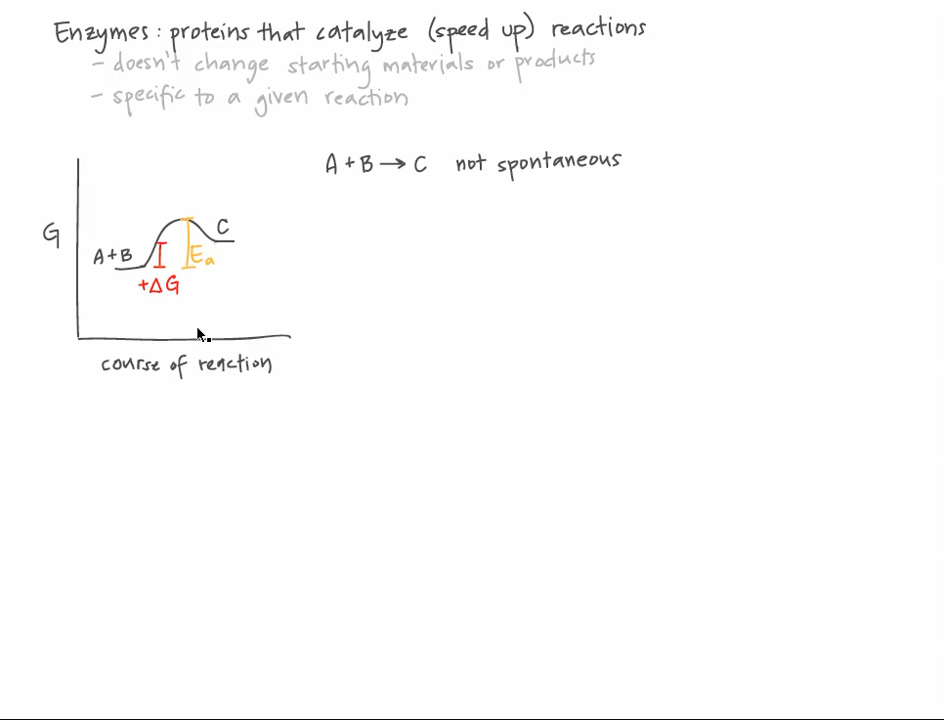 Enzymes: proteins that catalyze (speed up) reactions
- doesn't change starting materials or products
- specific to a given reaction
A + B → C not spontaneous
G
A+B
C
Ea
+ΔG
course of reaction